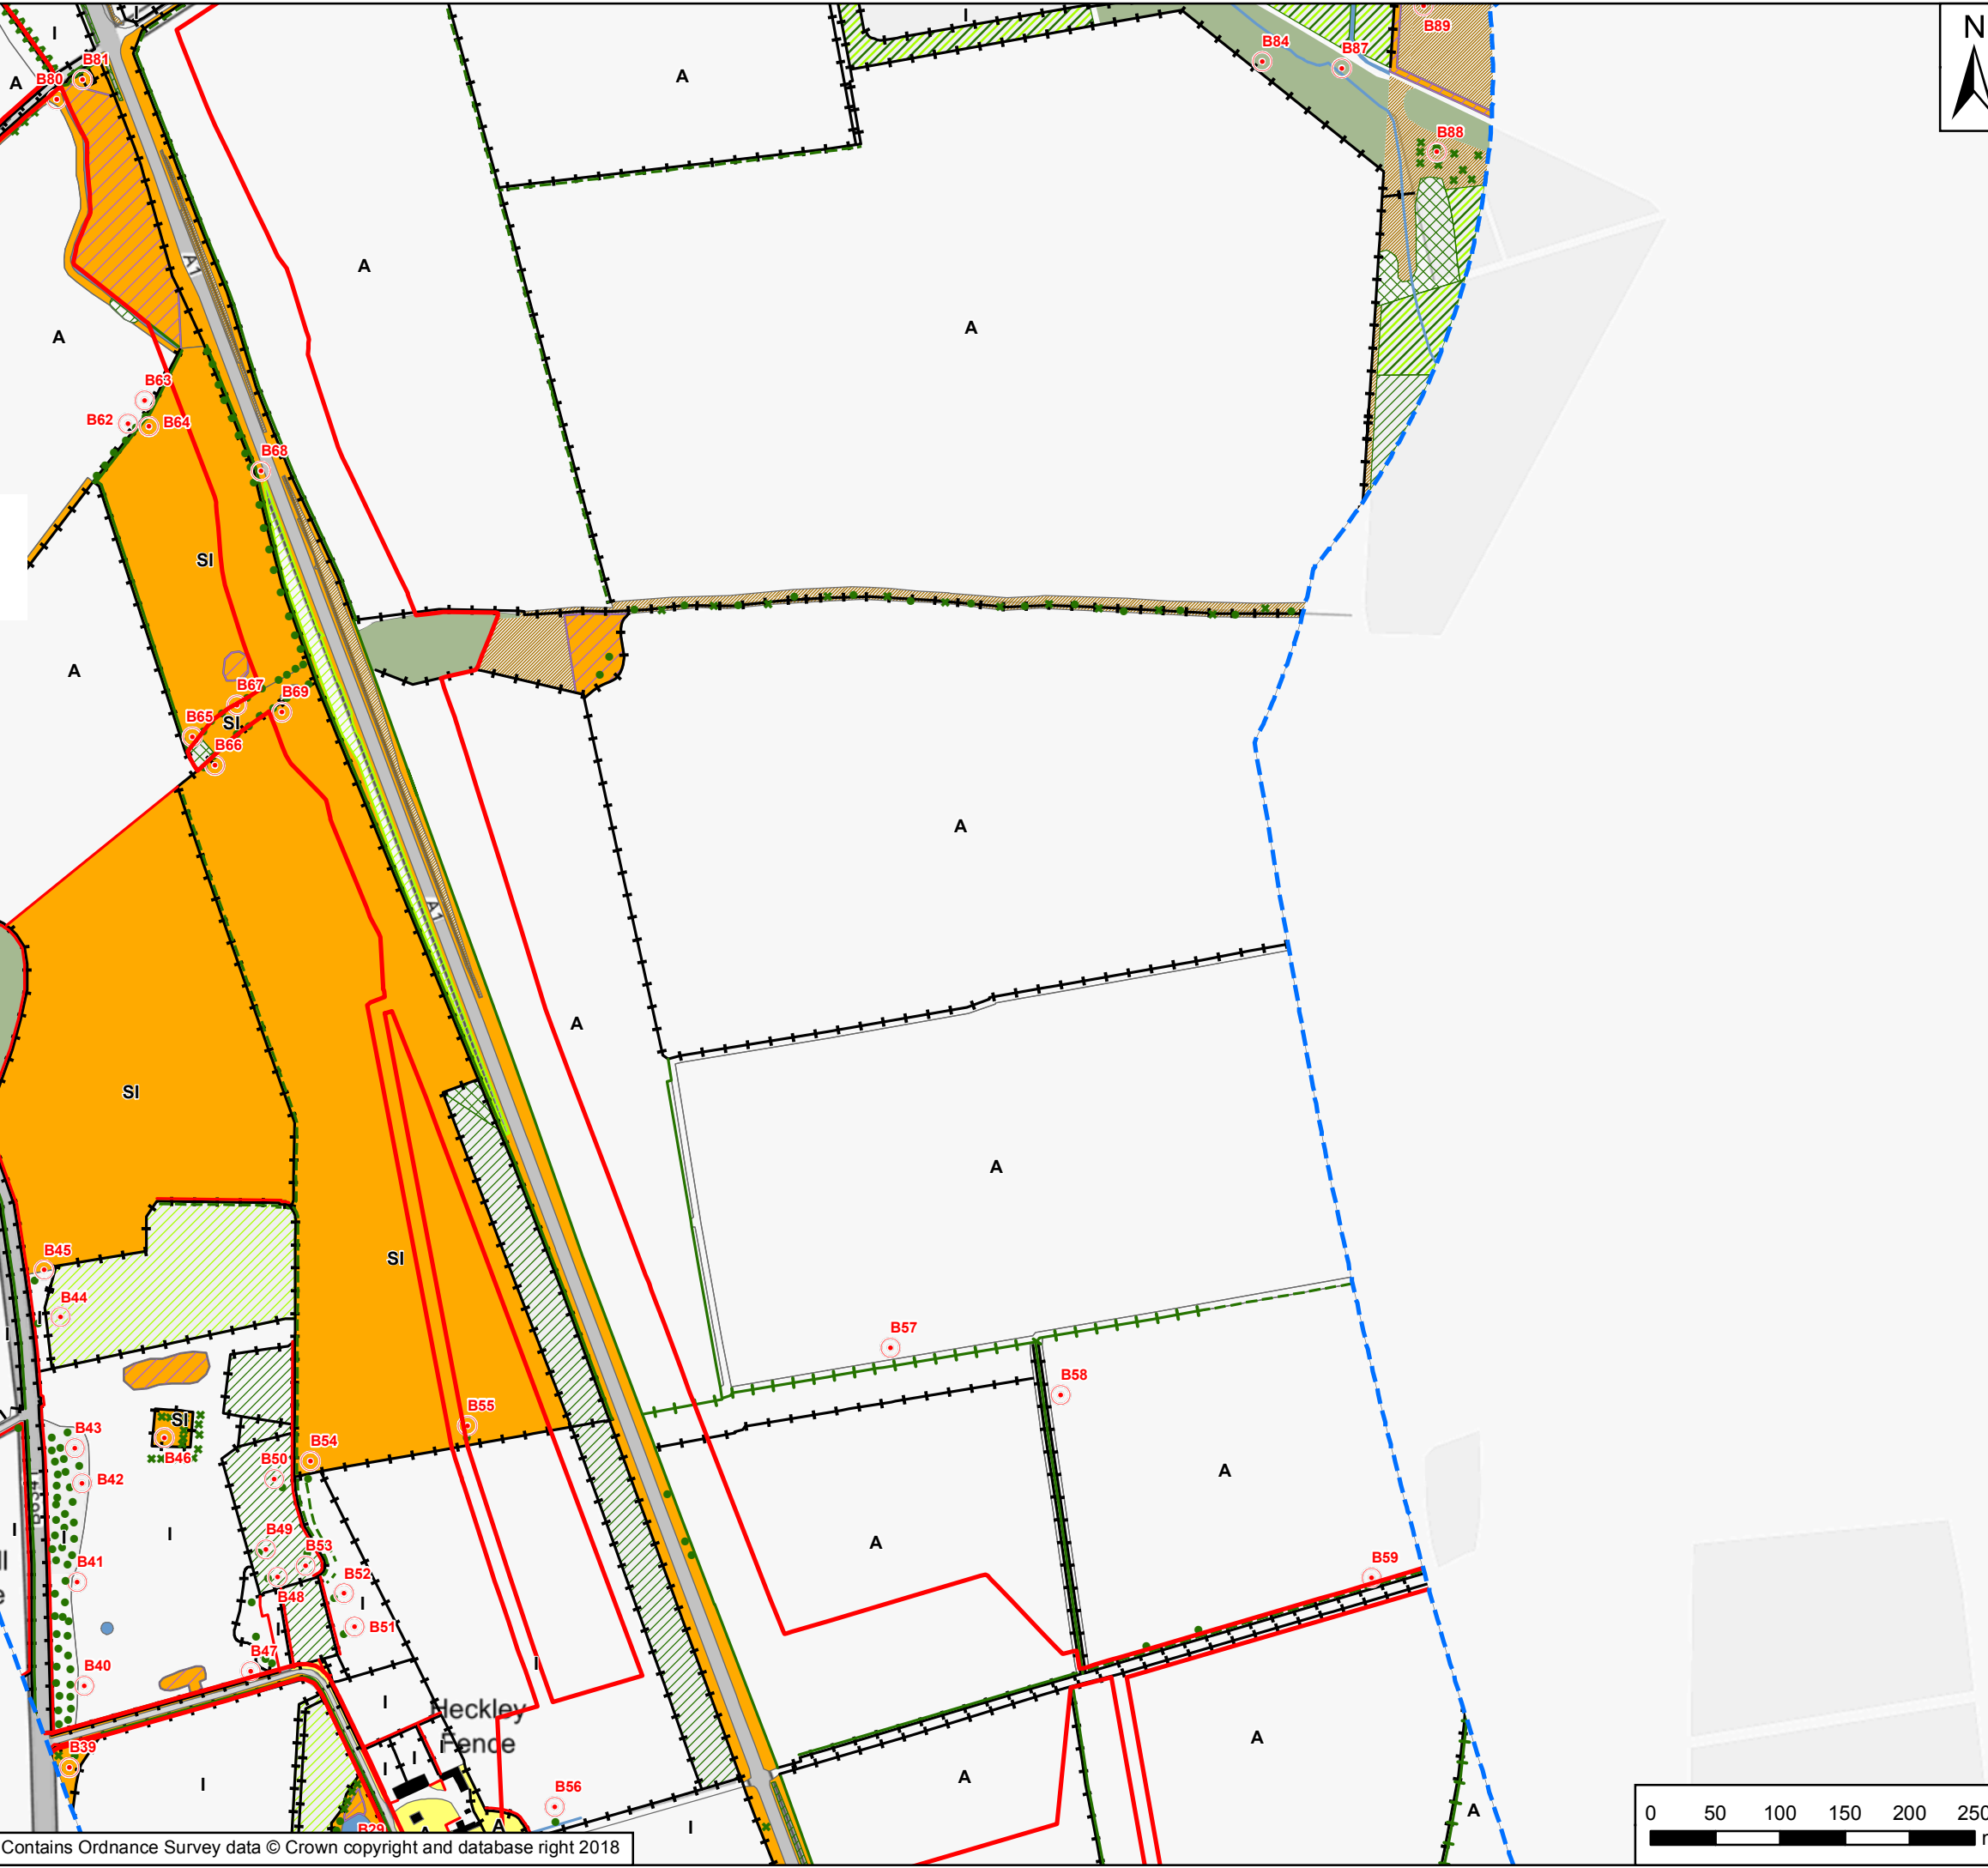 I
I
I
N
B81
B80
A
A
B84
B87
B89
B88
A
A1
A
A
B63
B62
B64
B68
SI
A
B67
B69
B65
SI
B66
A
A1
A
SI
A
SI
B45
B44
I
I
B57
B58
B55
B54
B43
SI
B46
B50
B42
A
I
I
I
A
B49
B53
B41
B59
B52
B48
I
I
B51
B47
B40
I
I
Heckley
Fence
A
B39
I
I
I
I
A
B56
A
A
I
B29
A
0 50 100 150 200 250
Contains Ordnance Survey data © Crown copyright and database right 2018